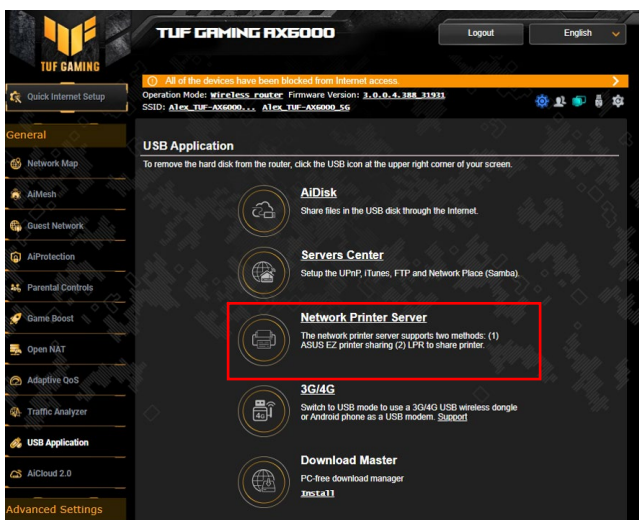 TUF GAMING AX6000
Logout
English
TUF GAMING
All of the devices have been blocked from Internet access.
Quick Internet Setup
Operation Mode: Wireless router Firmware Version: 3.0.0.4.388_31931
SSID: Alex_TUF-AX6000... Alex_TUF-AX6000_5G
General
Network Map
AiMesh
Guest Network
AiProtection
Parental Controls
Game Boost
Open NAT
Adaptive QoS
Traffic Analyzer
USB Application
AiCloud 2.0
Advanced Settings
USB Application
To remove the hard disk from the router, click the USB icon at the upper right corner of your screen.
AiDisk
Share files in the USB disk through the Internet.
Servers Center
Setup the UPnP, iTunes, FTP and Network Place (Samba).
Network Printer Server
The network printer server supports two methods: (1)
ASUS EZ printer sharing (2) LPR to share printer.
3G/4G
4G
Switch to USB mode to use a 3G/4G USB wireless dongle
or Android phone as a USB modem. Support
Download Master
PC-free download manager
Install